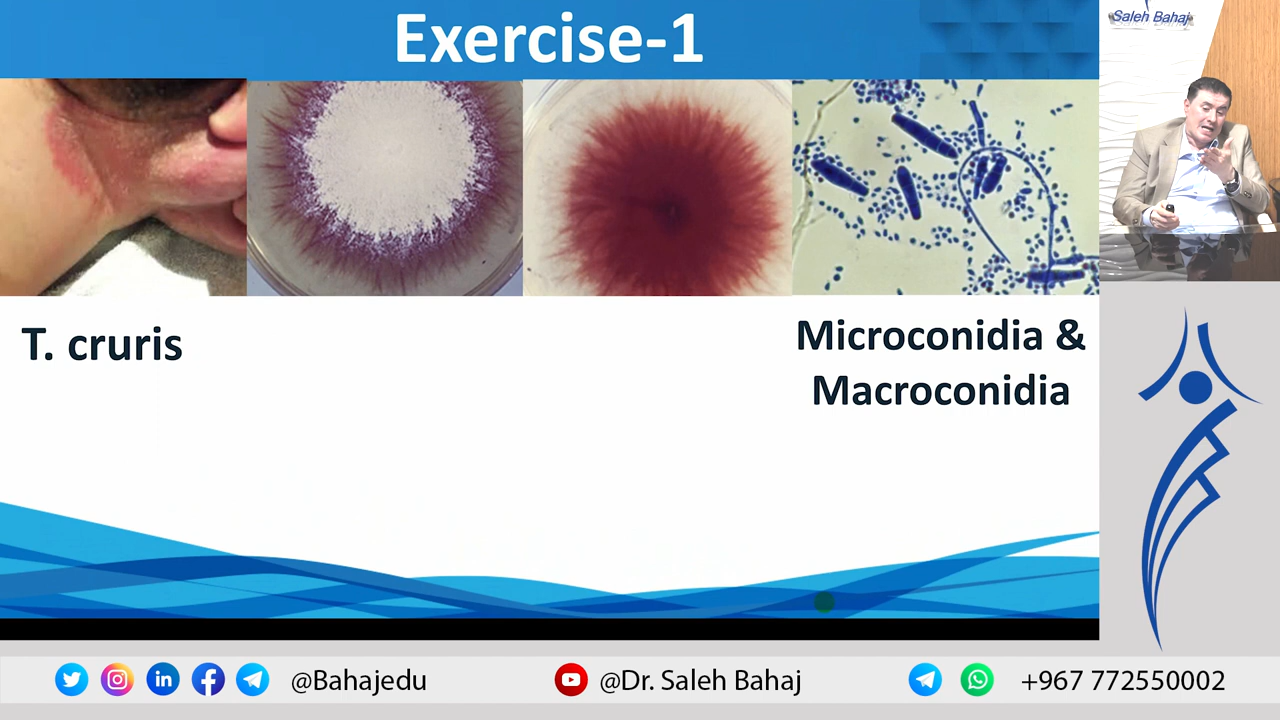 Exercise-1
Saleh Bahaj
T. cruris
Microconidia &
Macroconidia
@Bahajedu
@Dr. Saleh Bahaj
+967 772550002